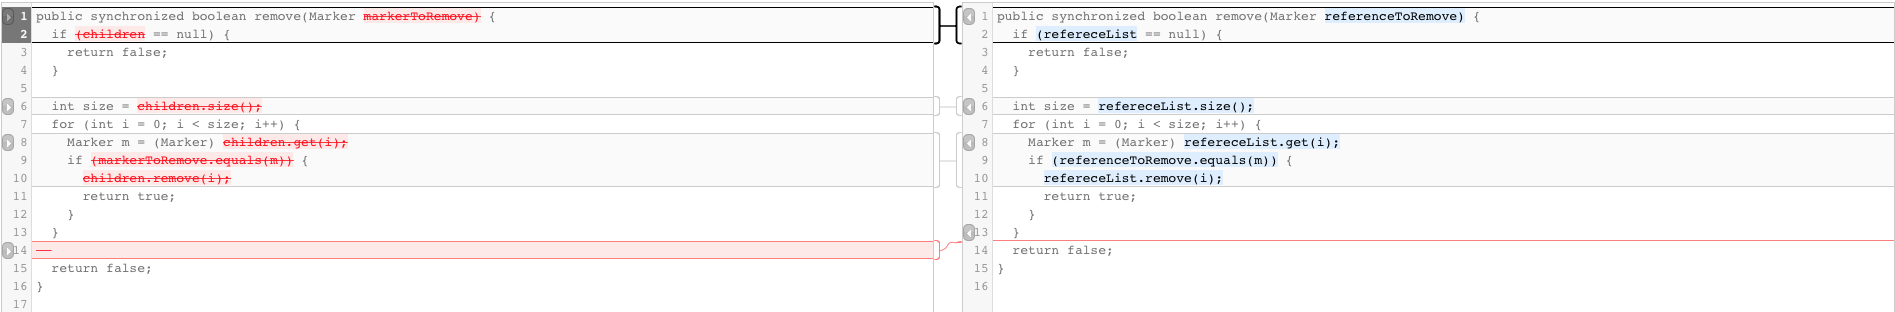 1 public synchronized boolean remove(Marker markerToRemove) {
2 if (children == null) {
3 return false;
4 }
5
6 int size = children.size();
7 for (int i = 0; i < size; i++) {
8 Marker m = (Marker) children.get(i);
9 if (markerToRemove.equals(m)) {
10 children.remove(i);
11 return true;
12 }
13 }
14
15 return false;
16 }
17
1 public synchronized boolean remove(Marker referenceToRemove) {
2 if (refereceList == null) {
3 return false;
4 }
5
6 int size = refereceList.size();
7 for (int i = 0; i < size; i++) {
8 Marker m = (Marker) refereceList.get(i);
9 if (referenceToRemove.equals(m)) {
10 refereceList.remove(i);
11 return true;
12 }
13 }
14 return false;
15 }
16